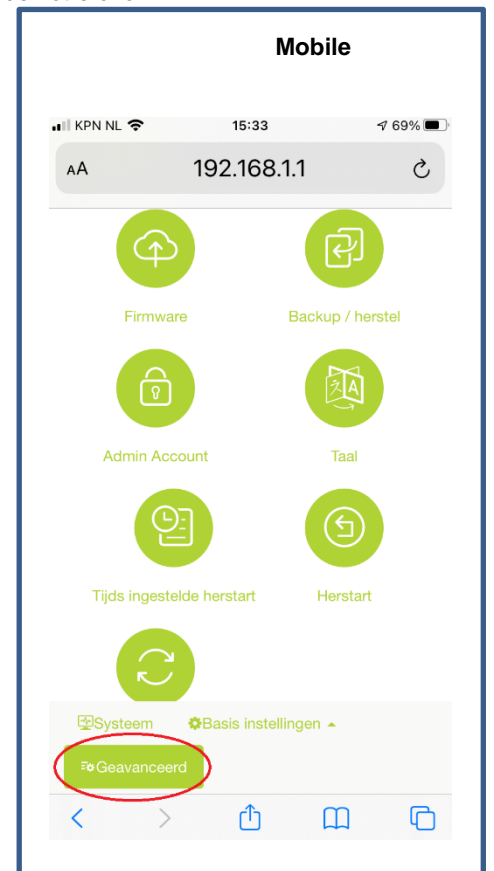 Mobile
KPN NL 15:33 69%
AA 192.168.1.1
Firmware Backup / herstel
Admin Account Taal
Tijds ingestelde herstart Herstart
Systeem Basis instellingen
Geavanceerd